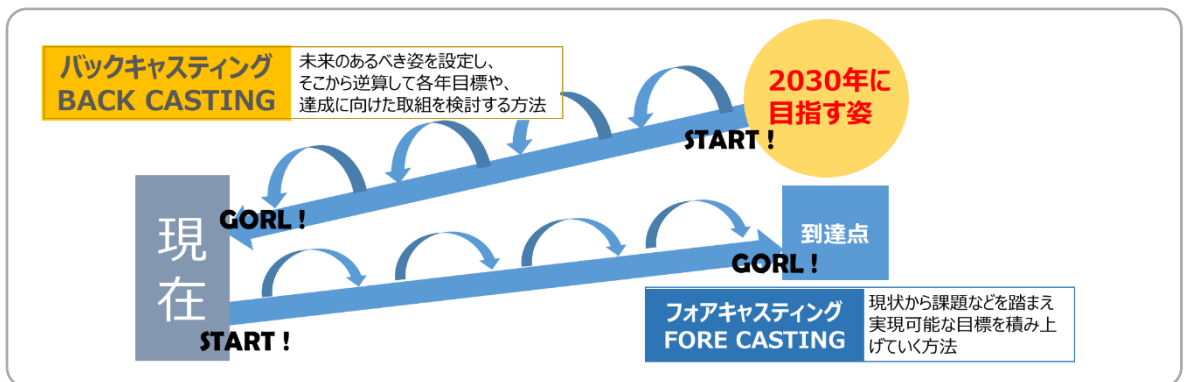 バックキャスティング
BACK CASTING
未来のあるべき姿を設定し、
そこから逆算して各年目標や、
達成に向けた取組を検討する方法
2030年に
目指す姿
START！
GORL！
現在
到達点
GORL！
START！
フォアキャスティング
FORE CASTING
現状から課題などを踏まえ
実現可能な目標を積み上
げていく方法